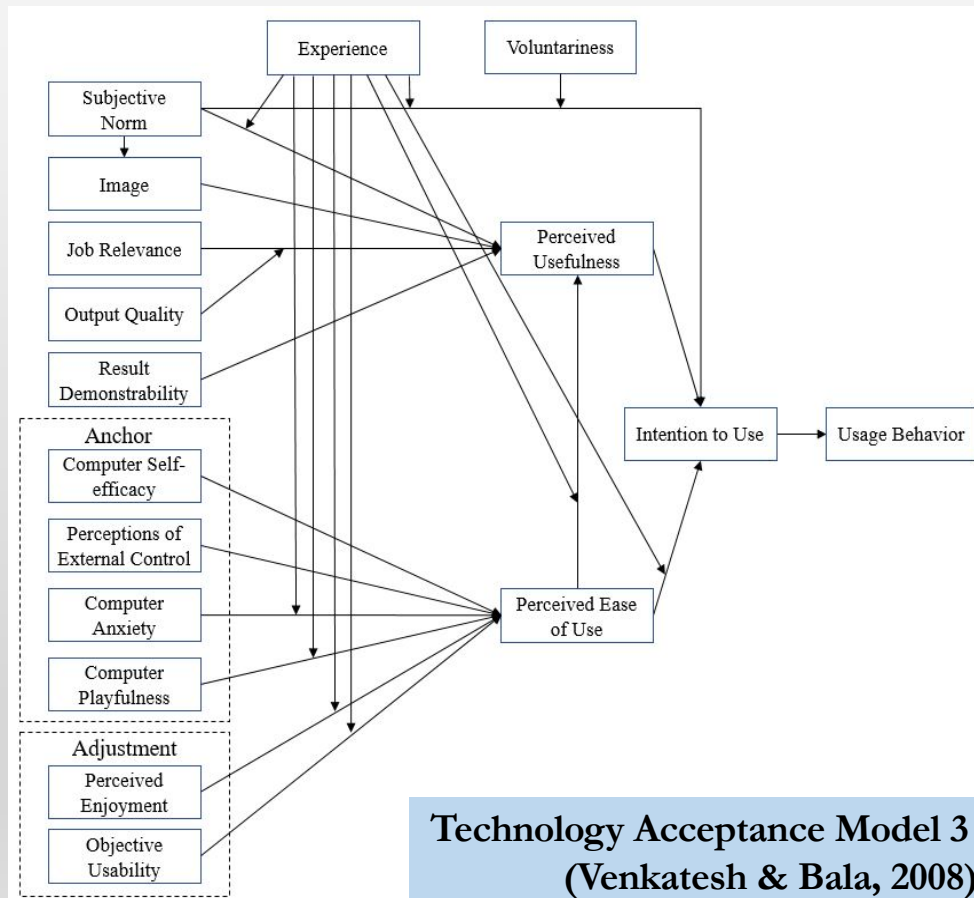 Experience
Voluntariness
Subjective
Norm
Image
Job Relevance
Output Quality
Result
Demonstrability
Perceived
Usefulness
Intention to Use
Usage Behavior
Anchor
Computer Self-
efficacy
Perceptions of
External Control
Computer
Anxiety
Computer
Playfulness
Perceived Ease
of Use
Adjustment
Perceived
Enjoyment
Objective
Usability
Technology Acceptance Model 3
(Venkatesh & Bala, 2008)